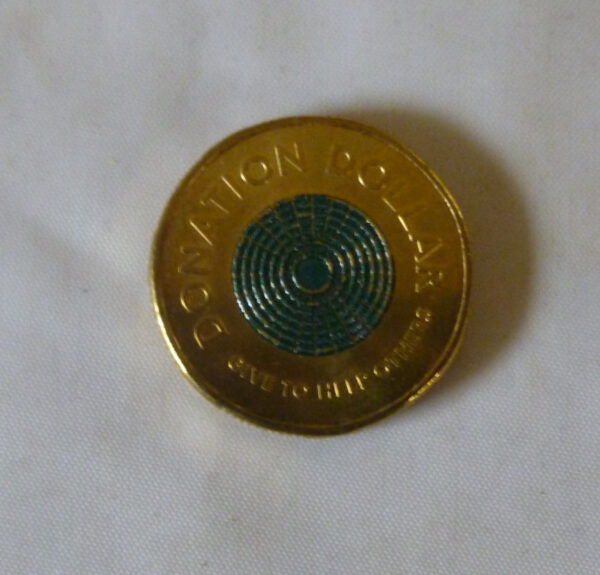 DONATION DOLLAR
GIVE TO HELP OTHERS